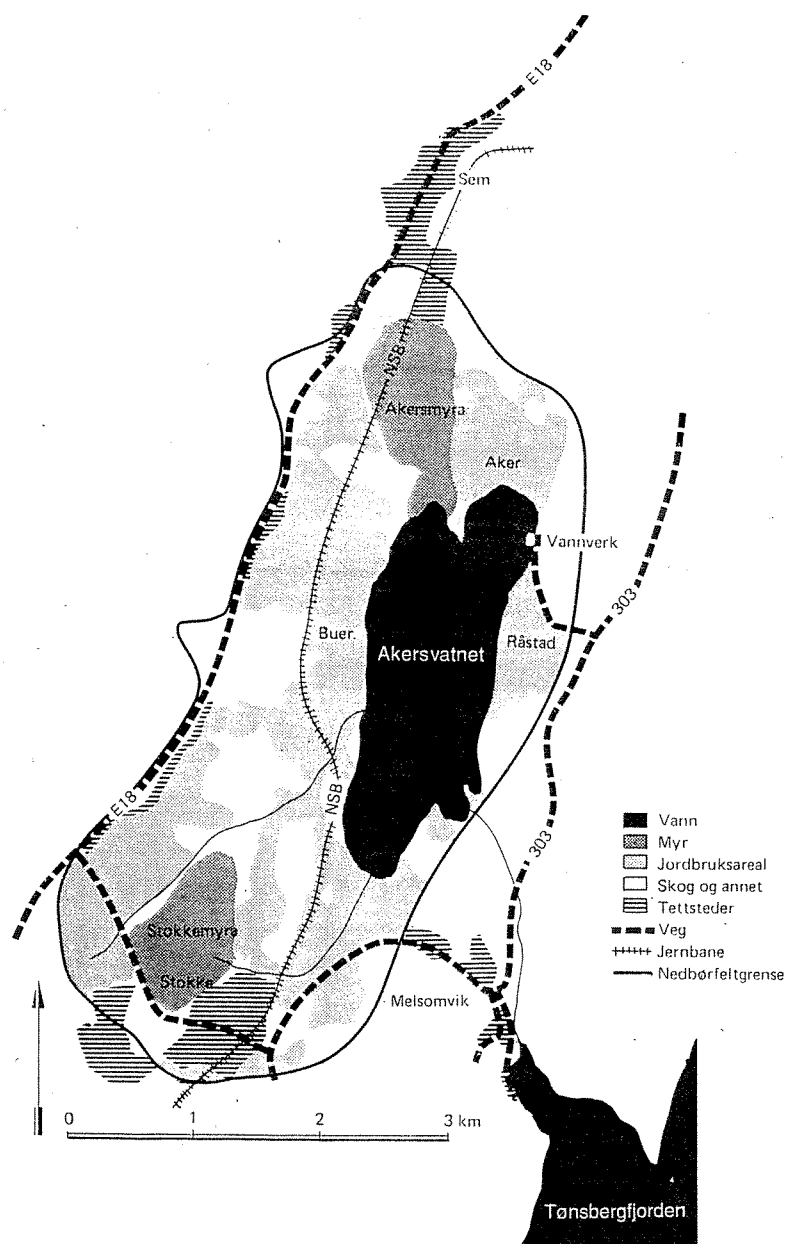 E18
Sem
NSB
Akersmyra
Aker
Vannverk
303
Buer.
Akersvatnet
Råstad
E18
NSB
303
Vann
Myr
Jordbruksareal
Skog og annet
Tettsteder
Veg
Jernbane
Nedbørfeltgrense
Stokkemyra
Stokke
Melsomvik
0 1 2 3 km
Tønsbergfjorden